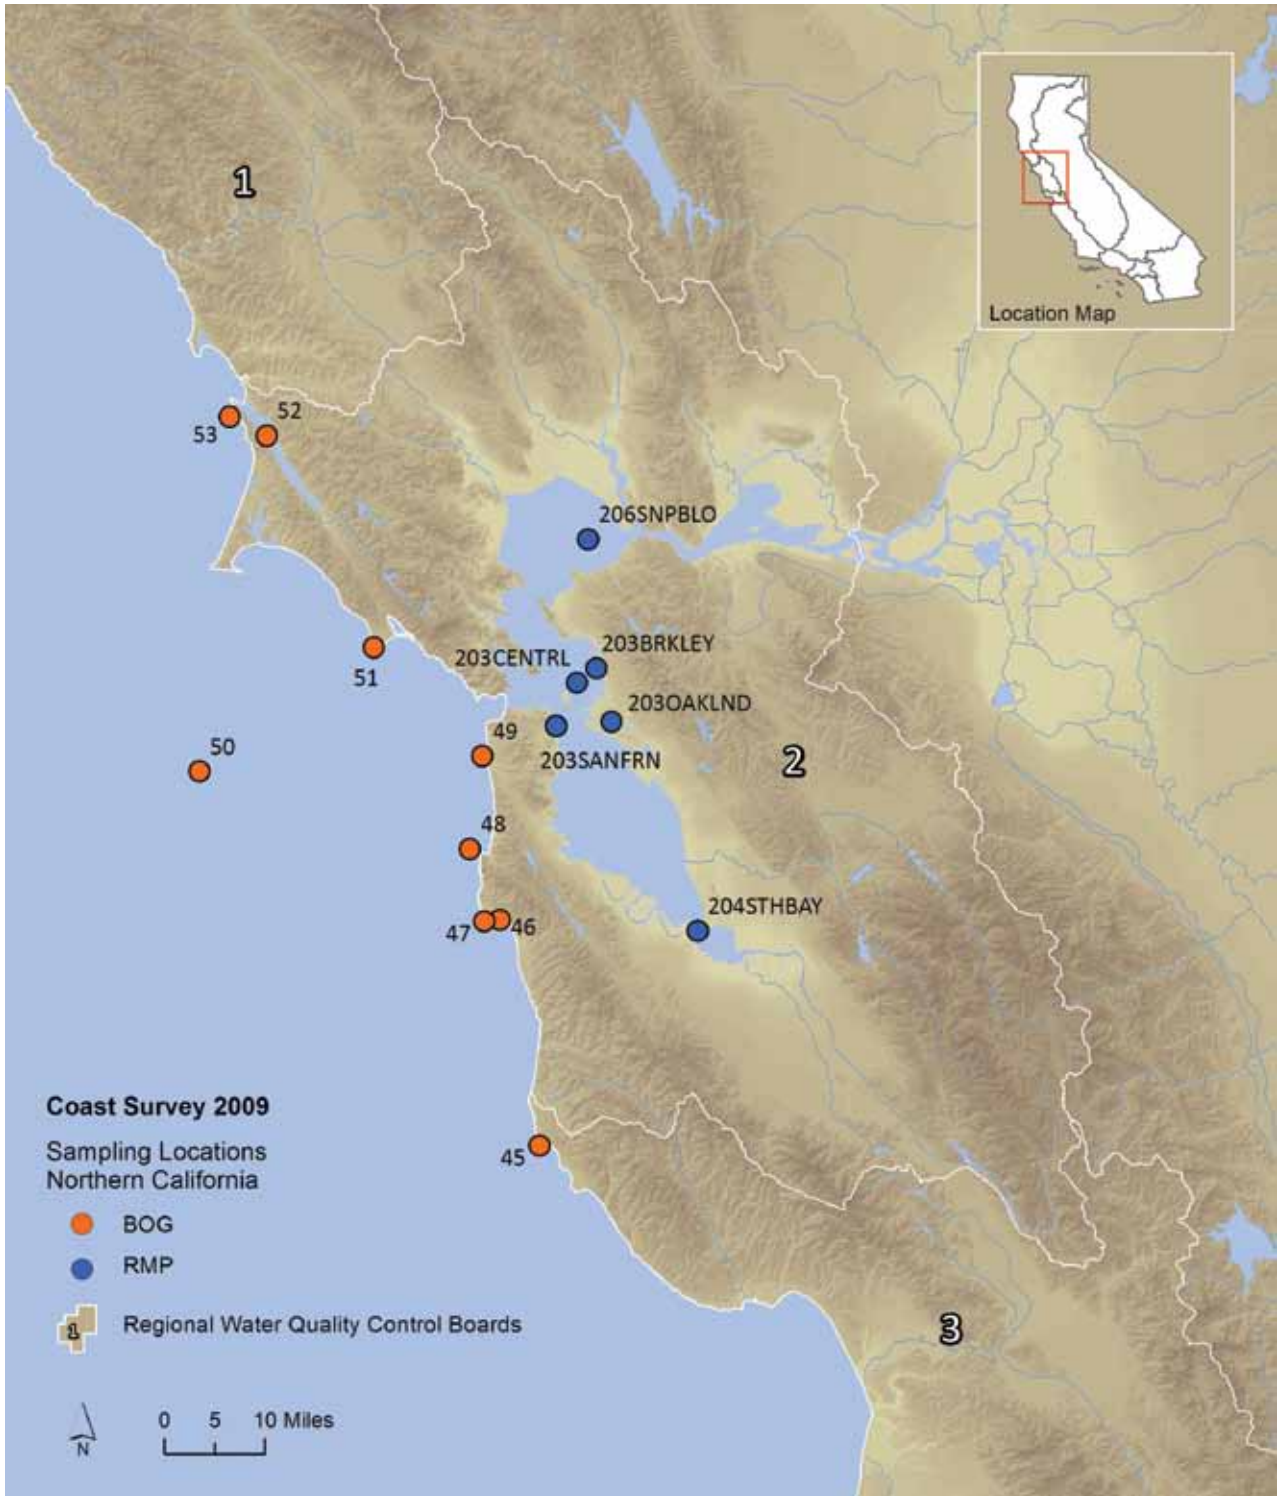 1
Location Map
52
53
206SNPBLO
203BRKLEY
203CENTRL
51
203OAKLND
49
50
203SANFRN
2
48
204STHBAY
47
46
Coast Survey 2009
Sampling Locations
Northern California
45
BOG
RMP
1
Regional Water Quality Control Boards
3
0 5 10 Miles
N